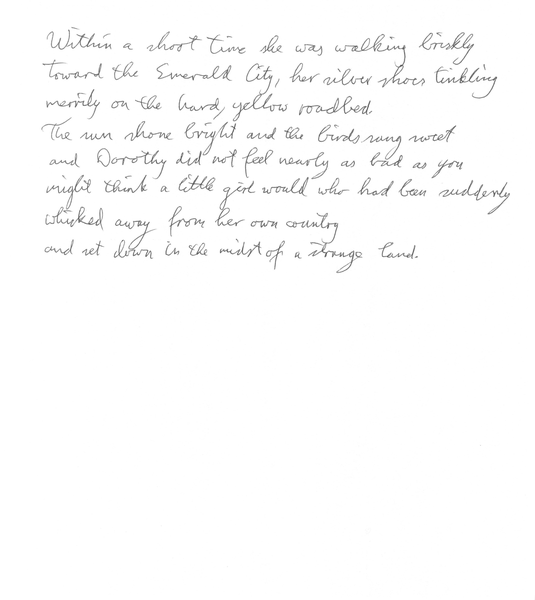 Within a short time she was walking briskly
toward the Emerald City, her silver shoes tinkling
merrily on the hard, yellow roadbed.
The sun shone bright and the birds sang sweet
and Dorothy did not feel nearly as bad as you
might think a little girl would who had been suddenly
whisked away from her own country
and set down in the midst of a strange land.